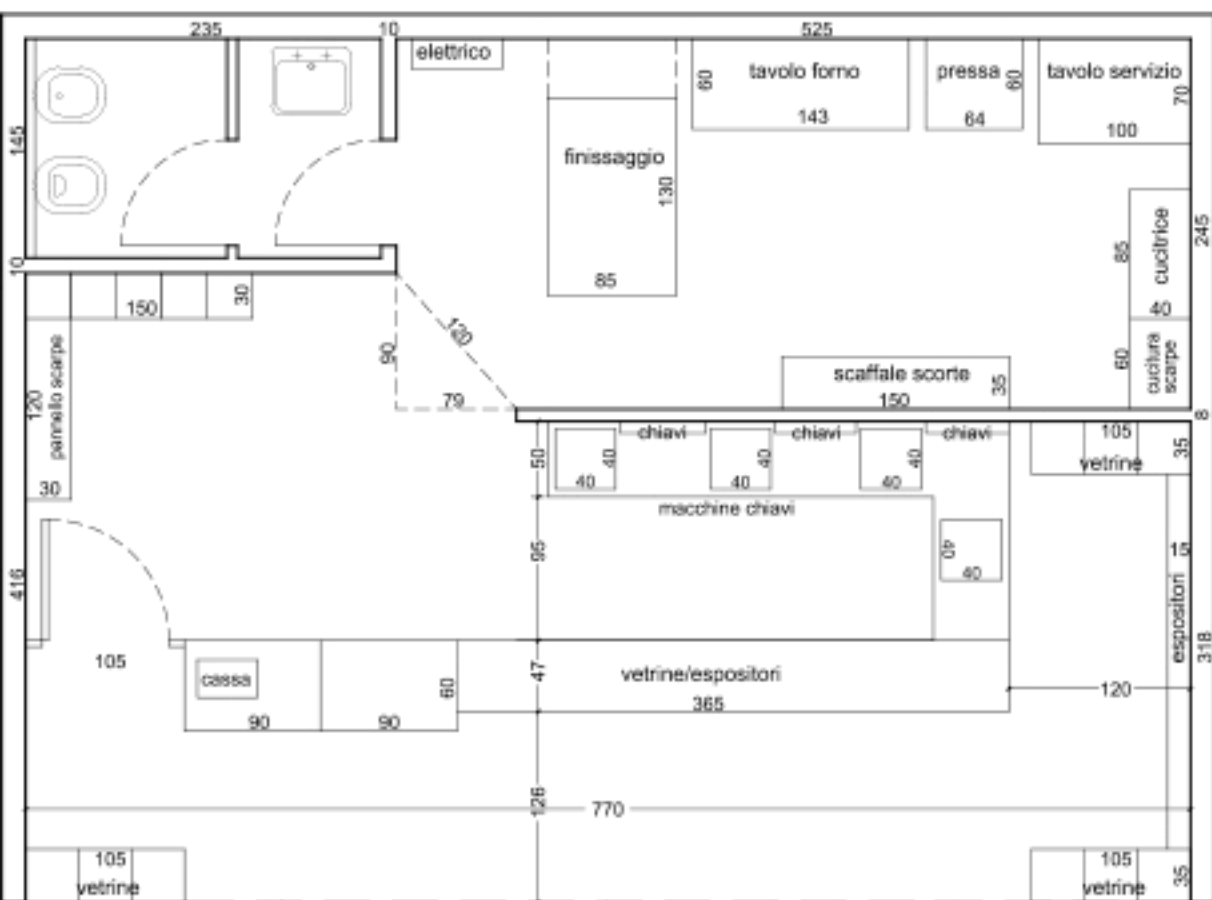 235
10
525
elettrico
60
tavolo forno
143
pressa
60
64
tavolo servizio
70
100
145
finissaggio
130
85
cucitrice
85
40
245
10
150
30
120
90
79
pannello scarpe
120
30
cucitura
scarpe
60
scaffale scorte
35
150
8
chiavi
chiavi
chiavi
105
35
vetrine
50
40
40
40
40
40
40
macchine chiavi
95
40
40
15
espositori
416
318
105
cassa
90
90
60
47
vetrine/espositori
365
120
126
770
105
vetrine
105
vetrine
35